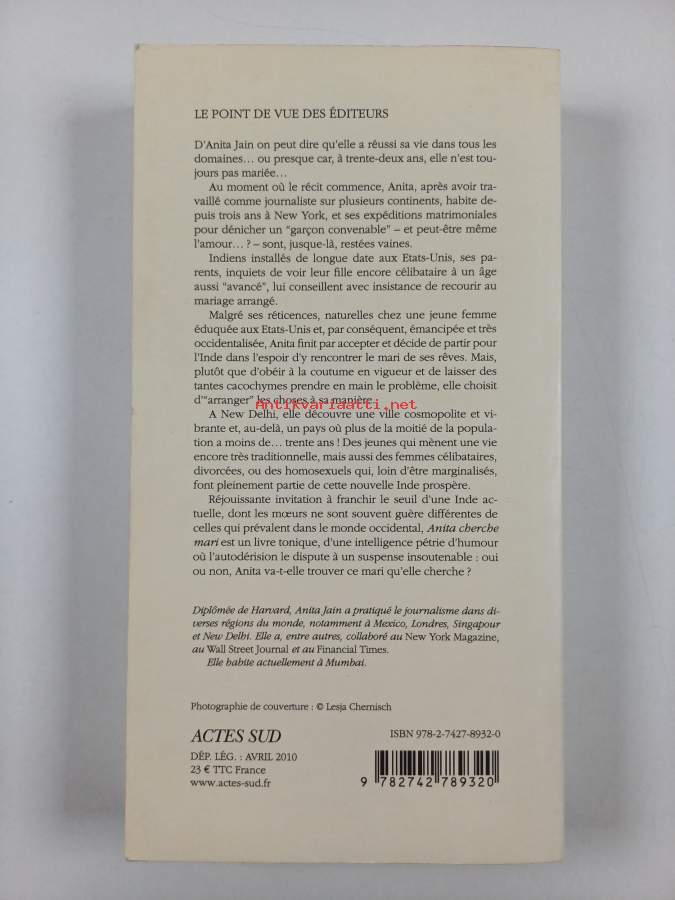 LE POINT DE VUE DES ÉDITEURS
D'Anita Jain on peut dire qu'elle a réussi sa vie dans tous les
domaines… ou presque car, à trente-deux ans, elle n'est tou-
jours pas mariée…
Au moment où le récit commence, Anita, après avoir tra-
vaillé comme journaliste sur plusieurs continents, habite de-
puis trois ans à New York, et ses expéditions matrimoniales
pour dénicher un "garçon convenable" – et peut-être même
l'amour… ? – sont, jusque-là, restées vaines.
Indiens installés de longue date aux Etats-Unis, ses pa-
rents, inquiets de voir leur fille encore célibataire à un âge
aussi "avancé", lui conseillent avec insistance de recourir au
mariage arrangé.
Malgré ses réticences, naturelles chez une jeune femme
éduquée aux Etats-Unis et, par conséquent, émancipée et très
occidentalisée, Anita finit par accepter et décide de partir pour
l'Inde dans l'espoir d'y rencontrer le mari de ses rêves. Mais,
plutôt que d'obéir à la coutume en vigueur et de laisser des
tantes cacochymes prendre en main le problème, elle choisit
d'"arranger" les choses à sa manière.
Antikvariaatti.net
A New Delhi, elle découvre une ville cosmopolite et vi-
brante et, au-delà, un pays où plus de la moitié de la popula-
tion a moins de… trente ans ! Des jeunes qui mènent une vie
encore très traditionnelle, mais aussi des femmes célibataires,
divorcées, ou des homosexuels qui, loin d'être marginalisés,
font pleinement partie de cette nouvelle Inde prospère.
Réjouissante invitation à franchir le seuil d'une Inde ac-
tuelle, dont les mœurs ne sont souvent guère différentes de
celles qui prévalent dans le monde occidental, Anita cherche
mari est un livre tonique, d'une intelligence pétrie d'humour
où l'autodérision le dispute à un suspense insoutenable : oui
ou non, Anita va-t-elle trouver ce mari qu'elle cherche ?
Diplômée de Harvard, Anita Jain a pratiqué le journalisme dans di-
verses régions du monde, notamment à Mexico, Londres, Singapour
et New Delhi. Elle a, entre autres, collaboré au New York Magazine,
au Wall Street Journal et au Financial Times.
Elle habite actuellement à Mumbai.
Photographie de couverture : © Lesja Chernisch
ACTES SUD
DÉP. LÉG. : AVRIL 2010
23 € TTC France
www.actes-sud.fr
ISBN 978-2-7427-8932-0
9 782742 789320